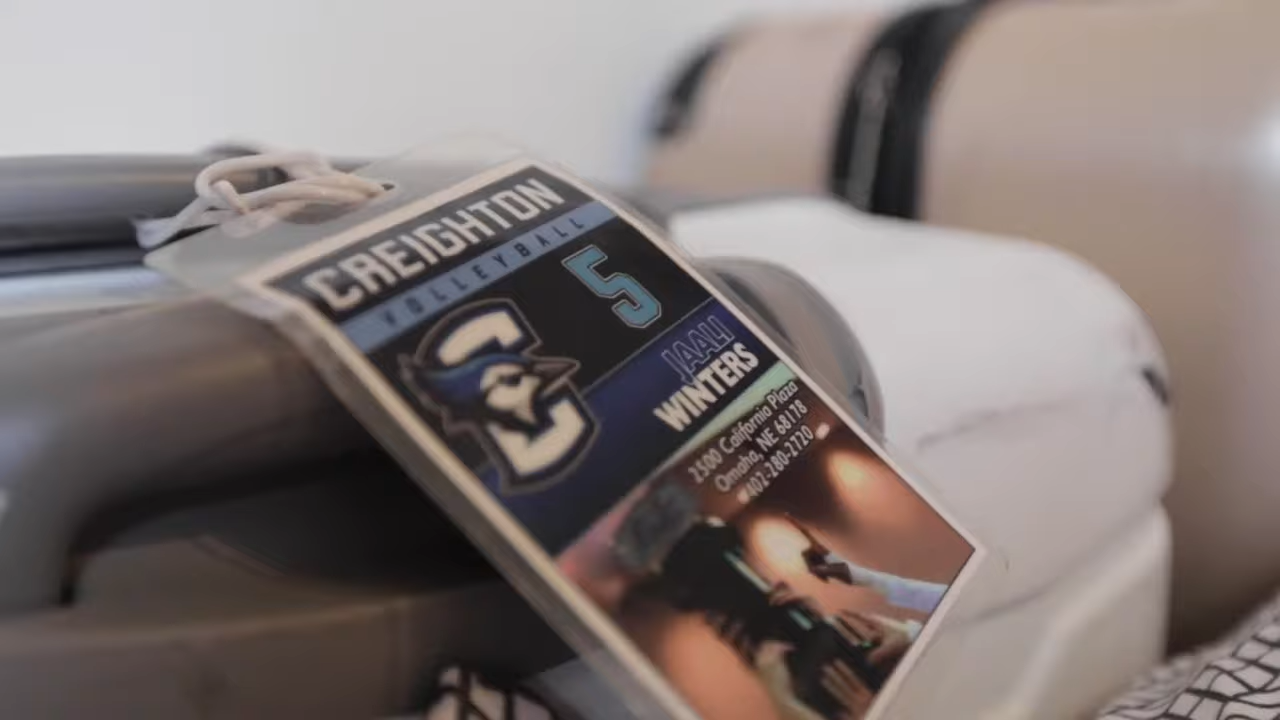 CREIGHTON
VOLLEYBALL
5
JAALI
WINTERS
2500 California Plaza
Omaha, NE 68178
402-280-2720